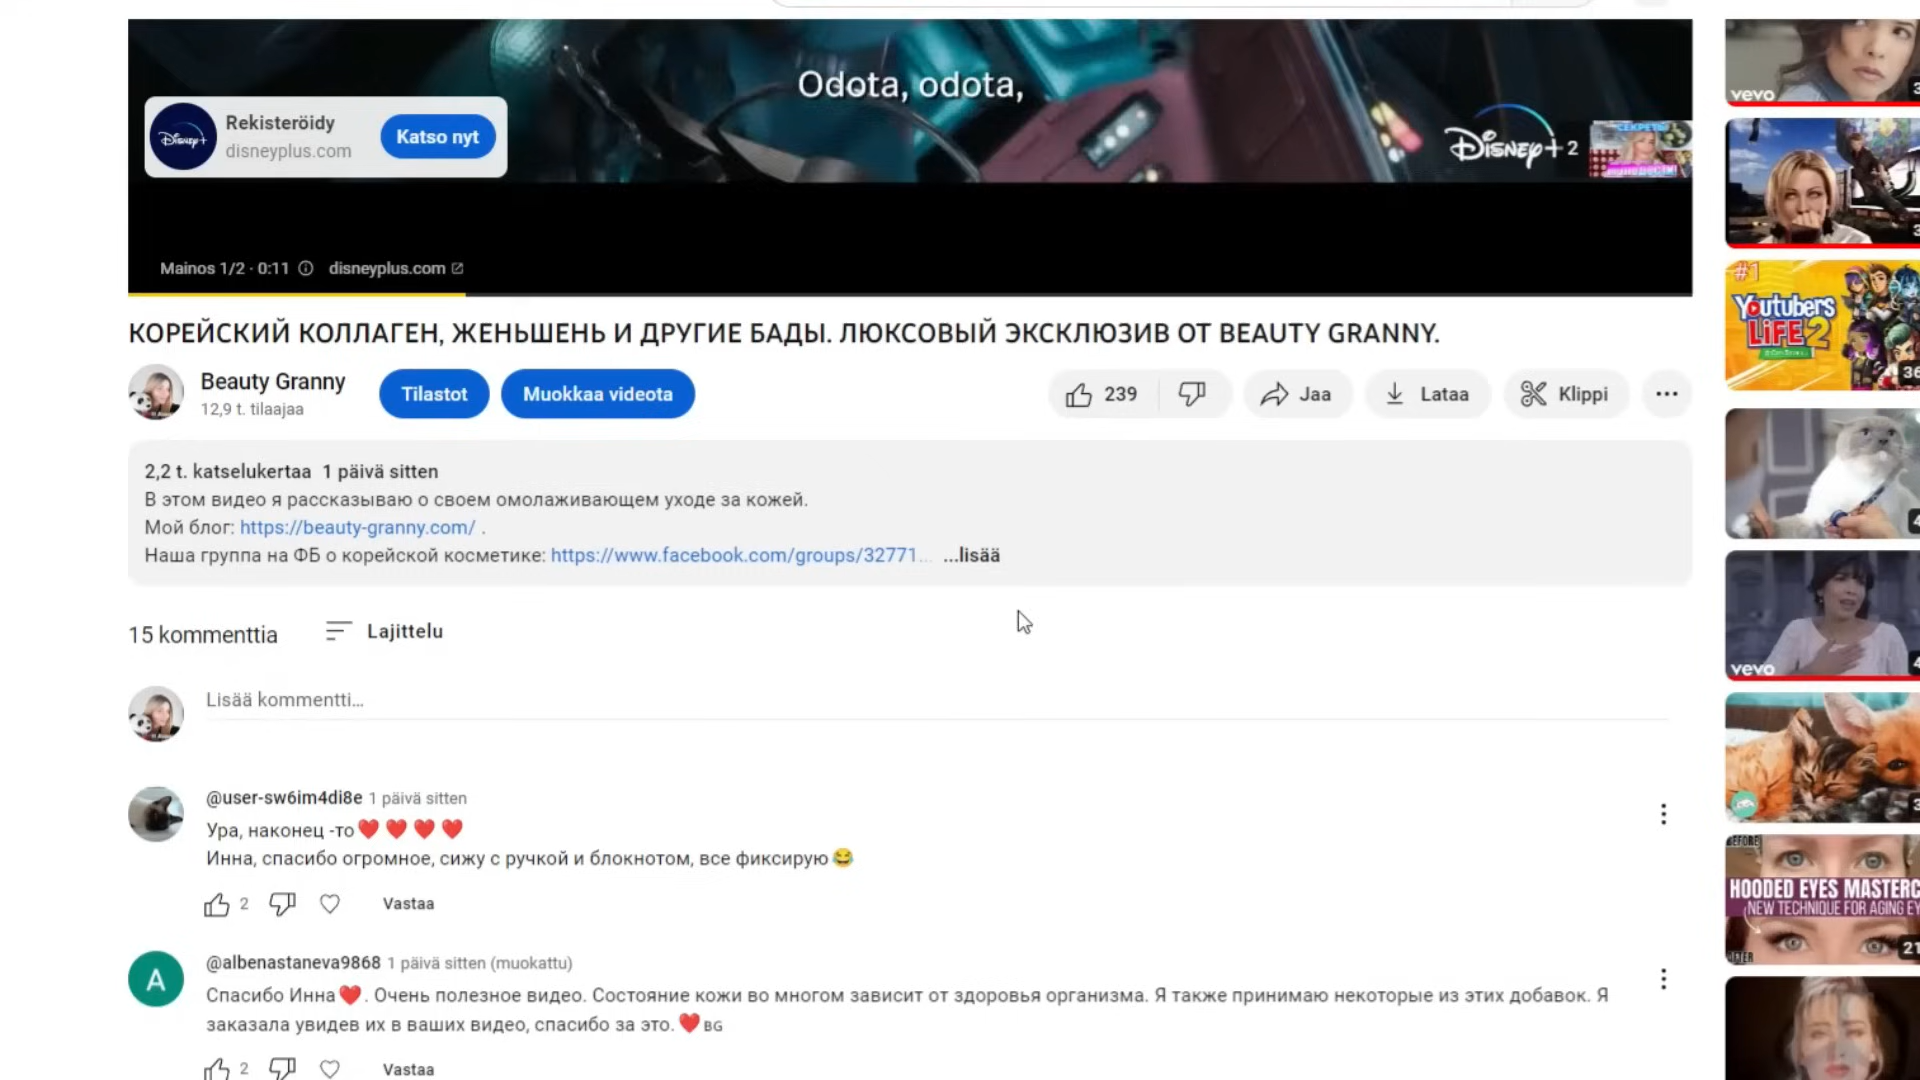 Odota, odota,
Disney+
Rekisteröidy
disneyplus.com
Katso nyt
Disney+ 2
СЕКРЕТЫ
Mainos 1/2 · 0:11 disneyplus.com
КОРЕЙСКИЙ КОЛЛАГЕН, ЖЕНЬШЕНЬ И ДРУГИЕ БАДЫ. ЛЮКСОВЫЙ ЭКСКЛЮЗИВ ОТ BEAUTY GRANNY.
Beauty Granny
12,9 t. tilaajaa
Tilastot
Muokkaa videota
239
Jaa
Lataa
Klippi
2,2 t. katselukertaa 1 päivä sitten
В этом видео я рассказываю о своем омолаживающем уходе за кожей.
Мой блог: https://beauty-granny.com/ .
Наша группа на ФБ о корейской косметике: https://www.facebook.com/groups/32771... ...lisää
15 kommenttia
Lajittelu
Lisää kommentti...
@user-sw6im4di8e 1 päivä sitten
Ура, наконец -то❤️ ❤️ ❤️ ❤️
Инна, спасибо огромное, сижу с ручкой и блокнотом, все фиксирую😂
2
Vastaa
A
@albenastaneva9868 1 päivä sitten (muokattu)
Спасибо Инна❤️. Очень полезное видео. Состояние кожи во многом зависит от здоровья организма. Я также принимаю некоторые из этих добавок. Я
заказала увидев их в ваших видео, спасибо за это.❤️BG
2
Vastaa
vevo
#1
Youtubers
LIFE 2
vevo
BEFORE
HOODED EYES MASTERC
NEW TECHNIQUE FOR AGING EY
21